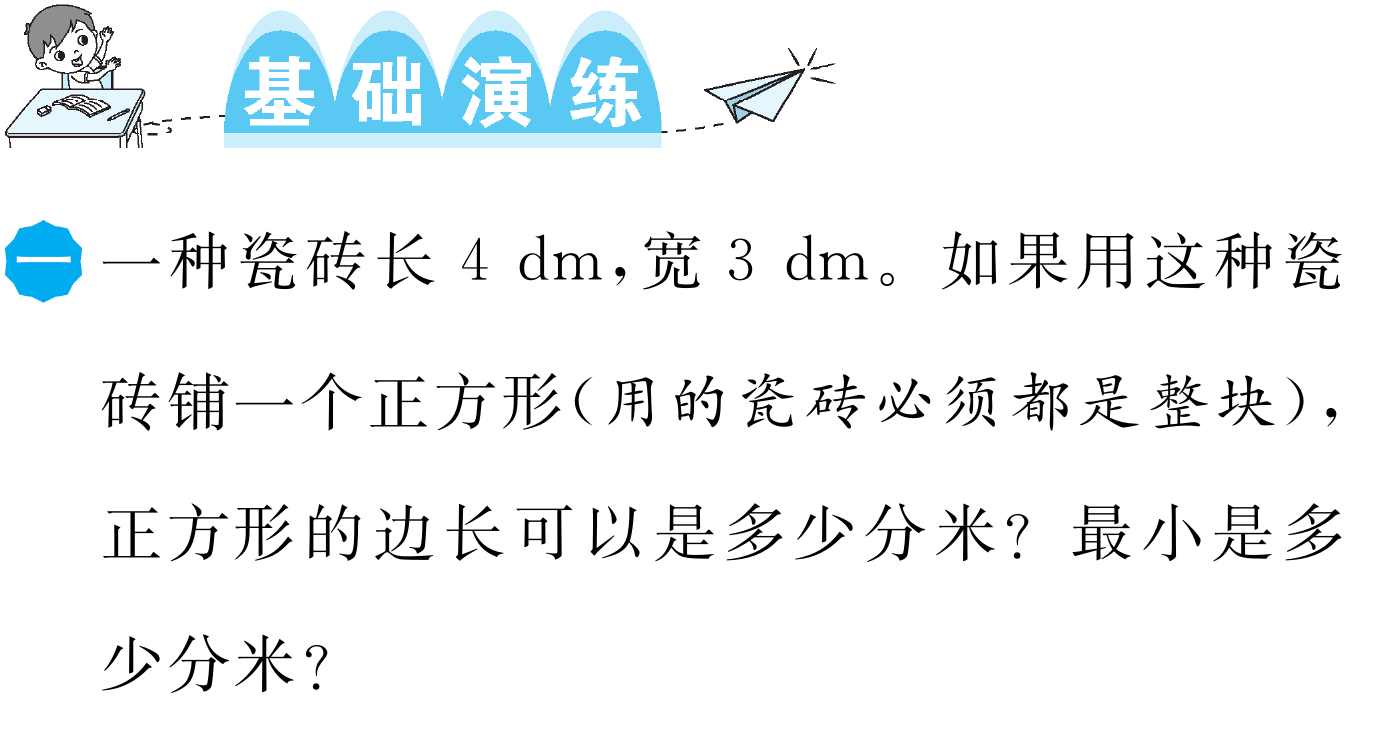 基础演练
一 一种瓷砖长 4 dm,宽 3 dm。如果用这种瓷
砖铺一个正方形(用的瓷砖必须都是整块),
正方形的边长可以是多少分米？最小是多
少分米？